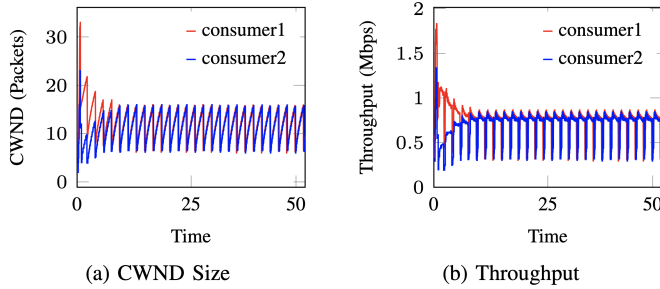 consumer1
consumer2
CWND (Packets)
30
20
10
0
0
25
50
Time
(a) CWND Size
consumer1
consumer2
Throughput (Mbps)
2
1.5
1
0.5
0
0
25
50
Time
(b) Throughput